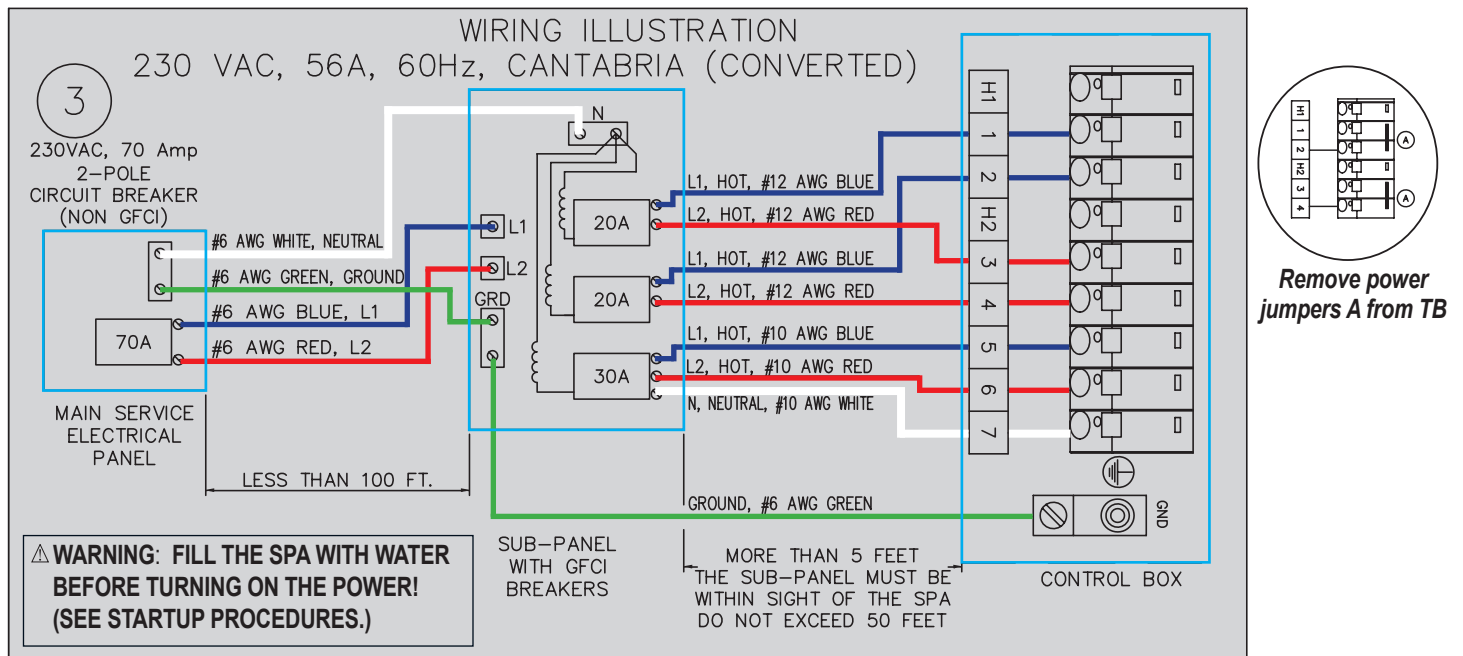 WIRING ILLUSTRATION
230 VAC, 56A, 60Hz, CANTABRIA (CONVERTED)
3
230VAC, 70 Amp
2-POLE
CIRCUIT BREAKER
(NON GFCI)
#6 AWG WHITE, NEUTRAL
#6 AWG GREEN, GROUND
#6 AWG BLUE, L1
#6 AWG RED, L2
70A
MAIN SERVICE
ELECTRICAL
PANEL
LESS THAN 100 FT.
N
L1
L2
GRD
20A
20A
30A
SUB-PANEL
WITH GFCI
BREAKERS
L1, HOT, #12 AWG BLUE
L2, HOT, #12 AWG RED
L1, HOT, #12 AWG BLUE
L2, HOT, #12 AWG RED
L1, HOT, #10 AWG BLUE
L2, HOT, #10 AWG RED
N, NEUTRAL, #10 AWG WHITE
GROUND, #6 AWG GREEN
MORE THAN 5 FEET
THE SUB-PANEL MUST BE
WITHIN SIGHT OF THE SPA
DO NOT EXCEED 50 FEET
H1
1
2
H2
3
4
5
6
7
GND
CONTROL BOX
⚠ WARNING: FILL THE SPA WITH WATER
BEFORE TURNING ON THE POWER!
(SEE STARTUP PROCEDURES.)
H1
1
2
H2
3
4
A
A
Remove power
jumpers A from TB